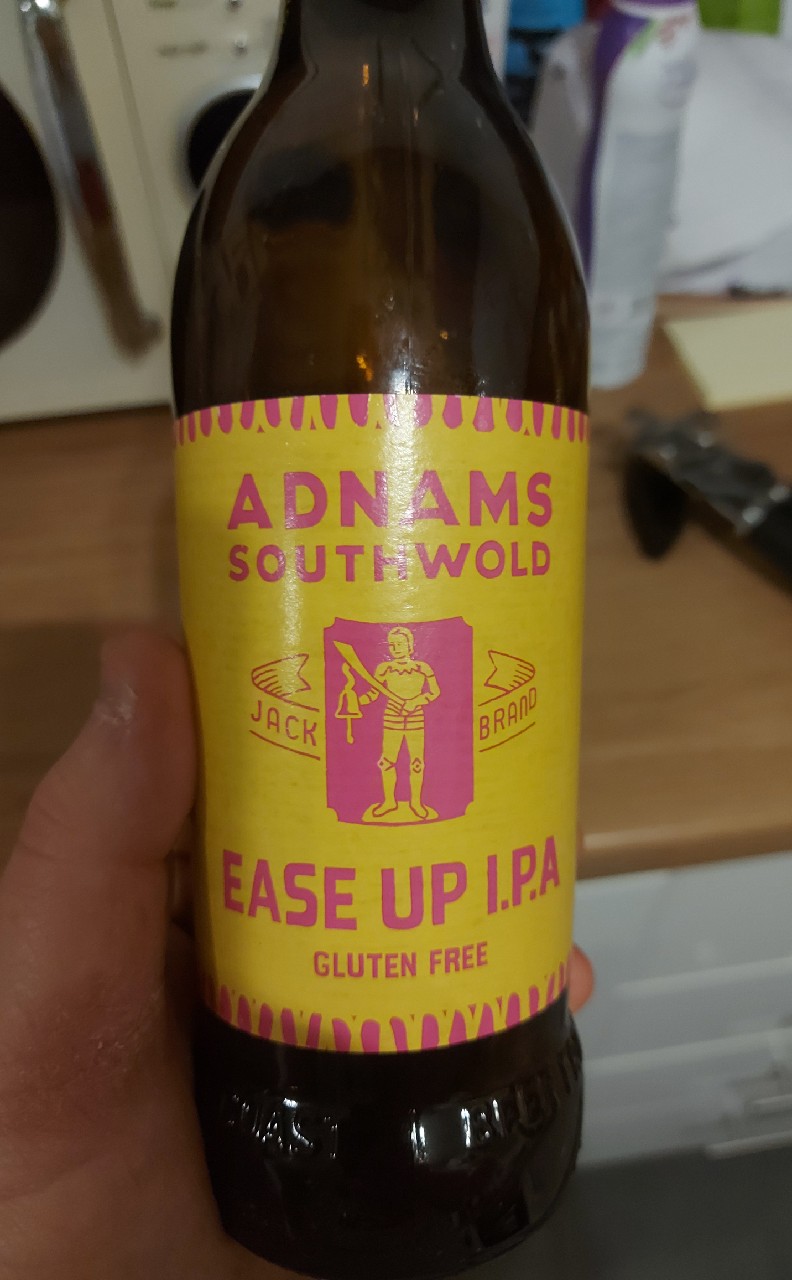 ADNAMS
SOUTHWOLD
JACK BRAND
EASE UP I.P.A
GLUTEN FREE